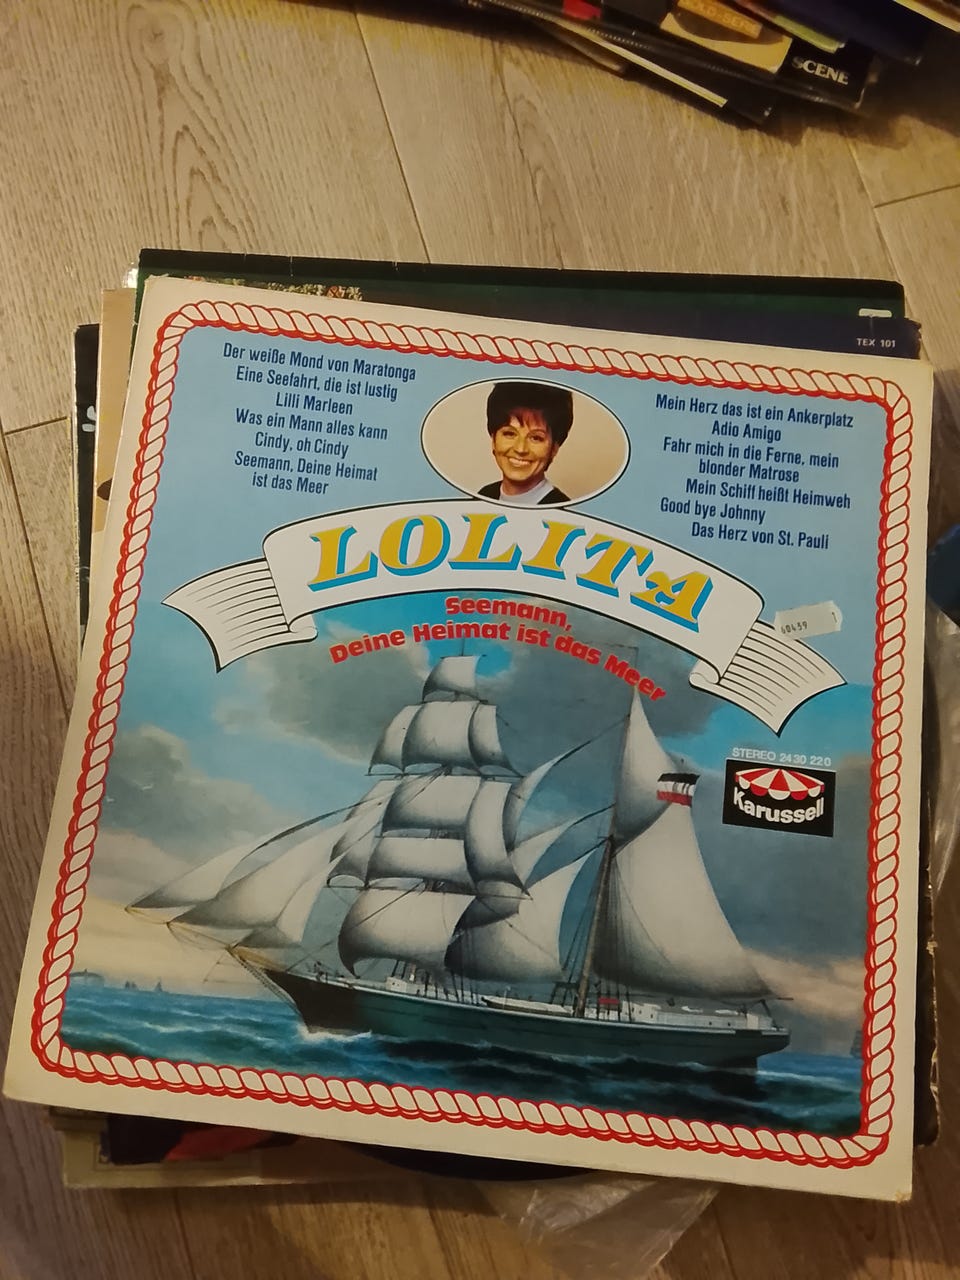 SCENE
TEX 101
Der weiße Mond von Maratonga
Eine Seefahrt, die ist lustig
Lilli Marleen
Was ein Mann alles kann
Cindy, oh Cindy
Seemann, Deine Heimat
ist das Meer
Mein Herz das ist ein Ankerplatz
Adio Amigo
Fahr mich in die Ferne, mein
blonder Matrose
Mein Schiff heißt Heimweh
Good bye Johnny
Das Herz von St. Pauli
LOLITA
Seemann,
Deine Heimat ist das Meer
60459 1
STEREO 2430 220
Karussell